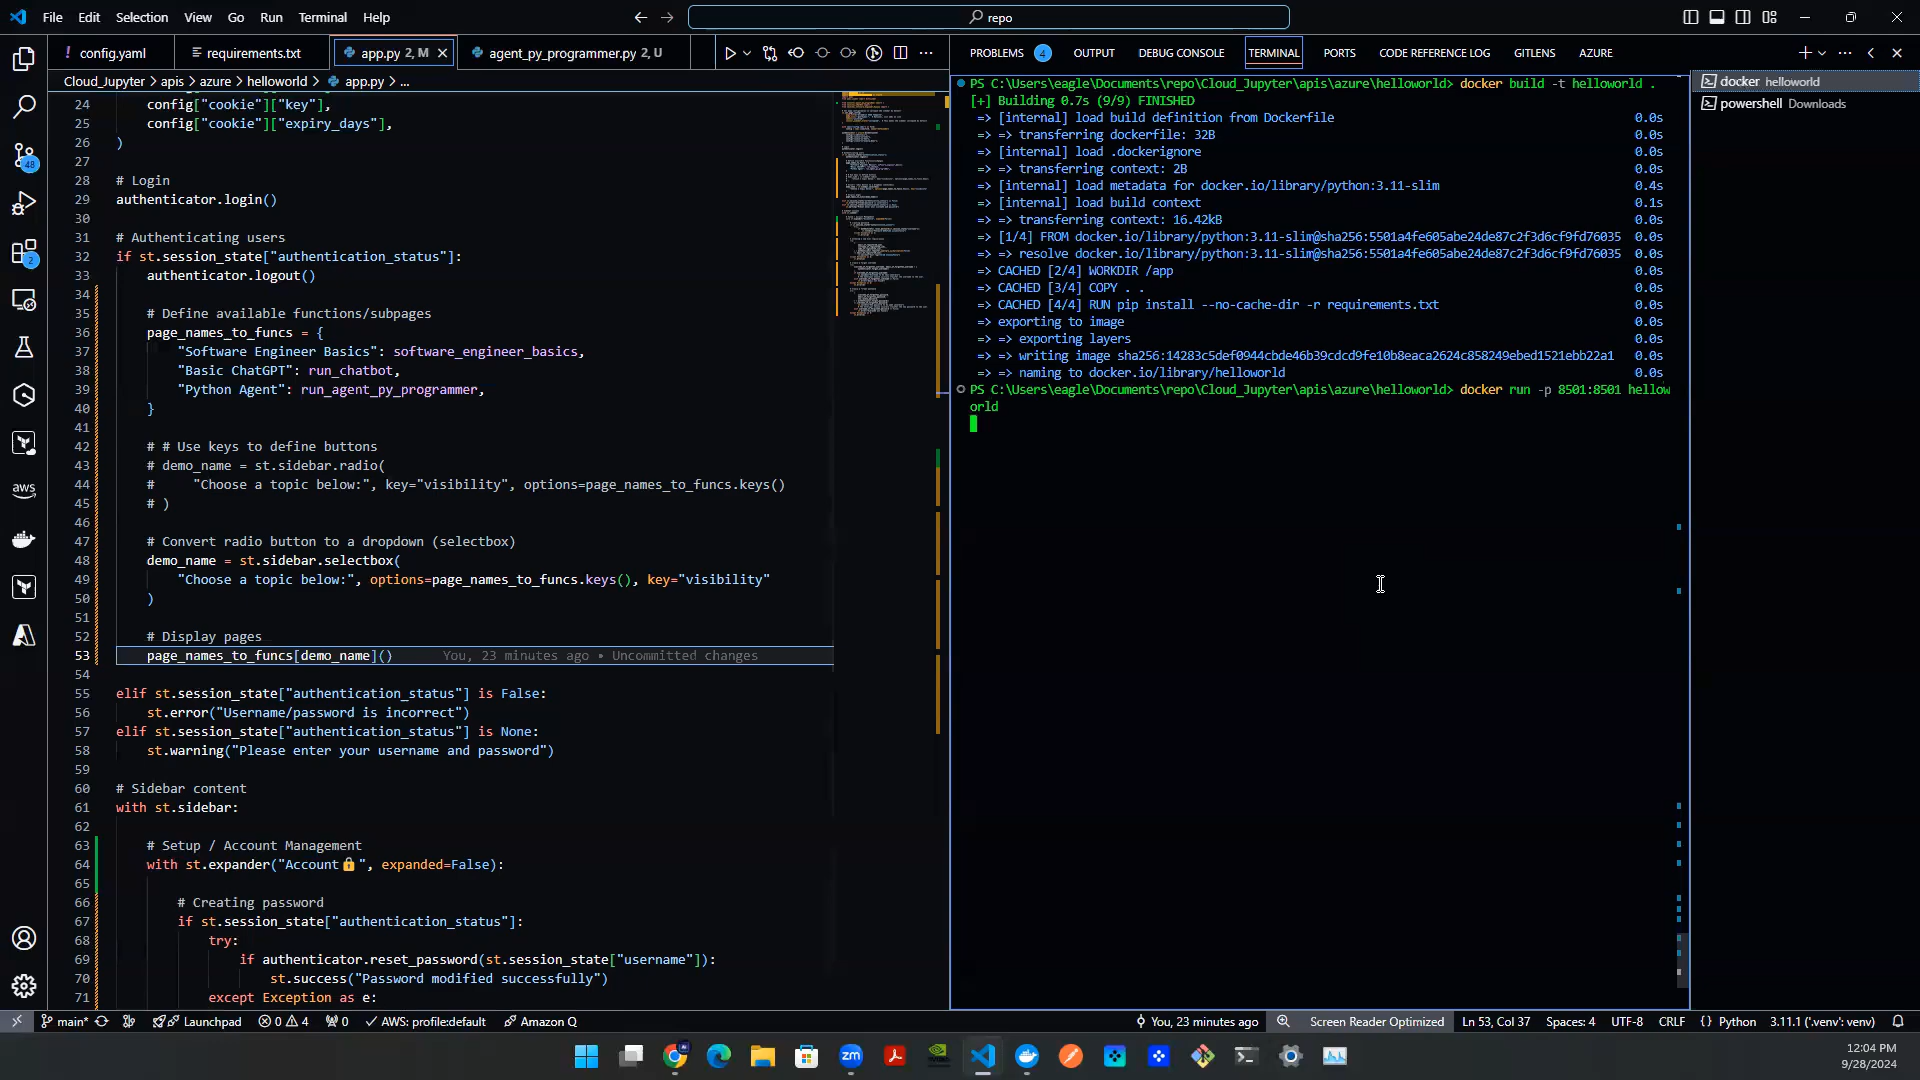 File Edit Selection View Go Run Terminal Help
repo
! config.yaml
requirements.txt
app.py 2, M
agent_py_programmer.py 2, U
PROBLEMS 4 OUTPUT DEBUG CONSOLE TERMINAL PORTS CODE REFERENCE LOG GITLENS AZURE
Cloud_Jupyter > apis > azure > helloworld > app.py > ...
24 config["cookie"]["key"],
25 config["cookie"]["expiry_days"],
26 )
27
28 # Login
29 authenticator.login()
30
31 # Authenticating users
32 if st.session_state["authentication_status"]:
33 authenticator.logout()
34
35 # Define available functions/subpages
36 page_names_to_funcs = {
37 "Software Engineer Basics": software_engineer_basics,
38 "Basic ChatGPT": run_chatbot,
39 "Python Agent": run_agent_py_programmer,
40 }
41
42 # # Use keys to define buttons
43 # demo_name = st.sidebar.radio(
44 # "Choose a topic below:", key="visibility", options=page_names_to_funcs.keys()
45 # )
46
47 # Convert radio button to a dropdown (selectbox)
48 demo_name = st.sidebar.selectbox(
49 "Choose a topic below:", options=page_names_to_funcs.keys(), key="visibility"
50 )
51
52 # Display pages
53 page_names_to_funcs[demo_name]() You, 23 minutes ago • Uncommitted changes
54
55 elif st.session_state["authentication_status"] is False:
56 st.error("Username/password is incorrect")
57 elif st.session_state["authentication_status"] is None:
58 st.warning("Please enter your username and password")
59
60 # Sidebar content
61 with st.sidebar:
62
63 # Setup / Account Management
64 with st.expander("Account🔒", expanded=False):
65
66 # Creating password
67 if st.session_state["authentication_status"]:
68 try:
69 if authenticator.reset_password(st.session_state["username"]):
70 st.success("Password modified successfully")
71 except Exception as e:
PS C:\Users\eagle\Documents\repo\Cloud_Jupyter\apis\azure\helloworld> docker build -t helloworld .
[+] Building 0.7s (9/9) FINISHED
=> [internal] load build definition from Dockerfile 0.0s
=> => transferring dockerfile: 32B 0.0s
=> [internal] load .dockerignore 0.0s
=> => transferring context: 2B 0.0s
=> [internal] load metadata for docker.io/library/python:3.11-slim 0.4s
=> [internal] load build context 0.1s
=> => transferring context: 16.42kB 0.0s
=> [1/4] FROM docker.io/library/python:3.11-slim@sha256:5501a4fe605abe24de87c2f3d6cf9fd76035 0.0s
=> => resolve docker.io/library/python:3.11-slim@sha256:5501a4fe605abe24de87c2f3d6cf9fd76035 0.0s
=> CACHED [2/4] WORKDIR /app 0.0s
=> CACHED [3/4] COPY . . 0.0s
=> CACHED [4/4] RUN pip install --no-cache-dir -r requirements.txt 0.0s
=> exporting to image 0.0s
=> => exporting layers 0.0s
=> => writing image sha256:14283c5def0944cbde46b39cdcd9fe10b8eaca2624c858249ebed1521ebb22a1 0.0s
=> => naming to docker.io/library/helloworld 0.0s
PS C:\Users\eagle\Documents\repo\Cloud_Jupyter\apis\azure\helloworld> docker run -p 8501:8501 hellow
orld
docker helloworld
powershell Downloads
48
2
aws
main* Launchpad 0 4 0 AWS: profile:default Amazon Q
You, 23 minutes ago Screen Reader Optimized Ln 53, Col 37 Spaces: 4 UTF-8 CRLF {} Python 3.11.1 ('.venv': venv)
zm
12:04 PM
9/28/2024